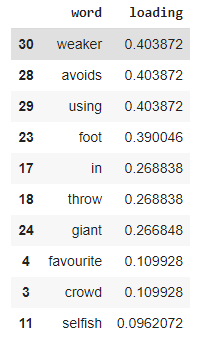 word loading
30 weaker 0.403872
28 avoids 0.403872
29 using 0.403872
23 foot 0.390046
17 in 0.268838
18 throw 0.268838
24 giant 0.266848
4 favourite 0.109928
3 crowd 0.109928
11 selfish 0.0962072